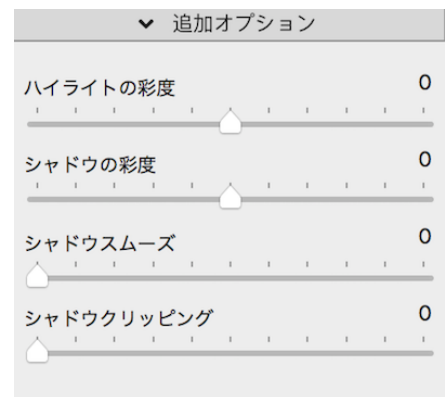 追加オプション
ハイライトの彩度 0
シャドウの彩度 0
シャドウスムーズ 0
シャドウクリッピング 0